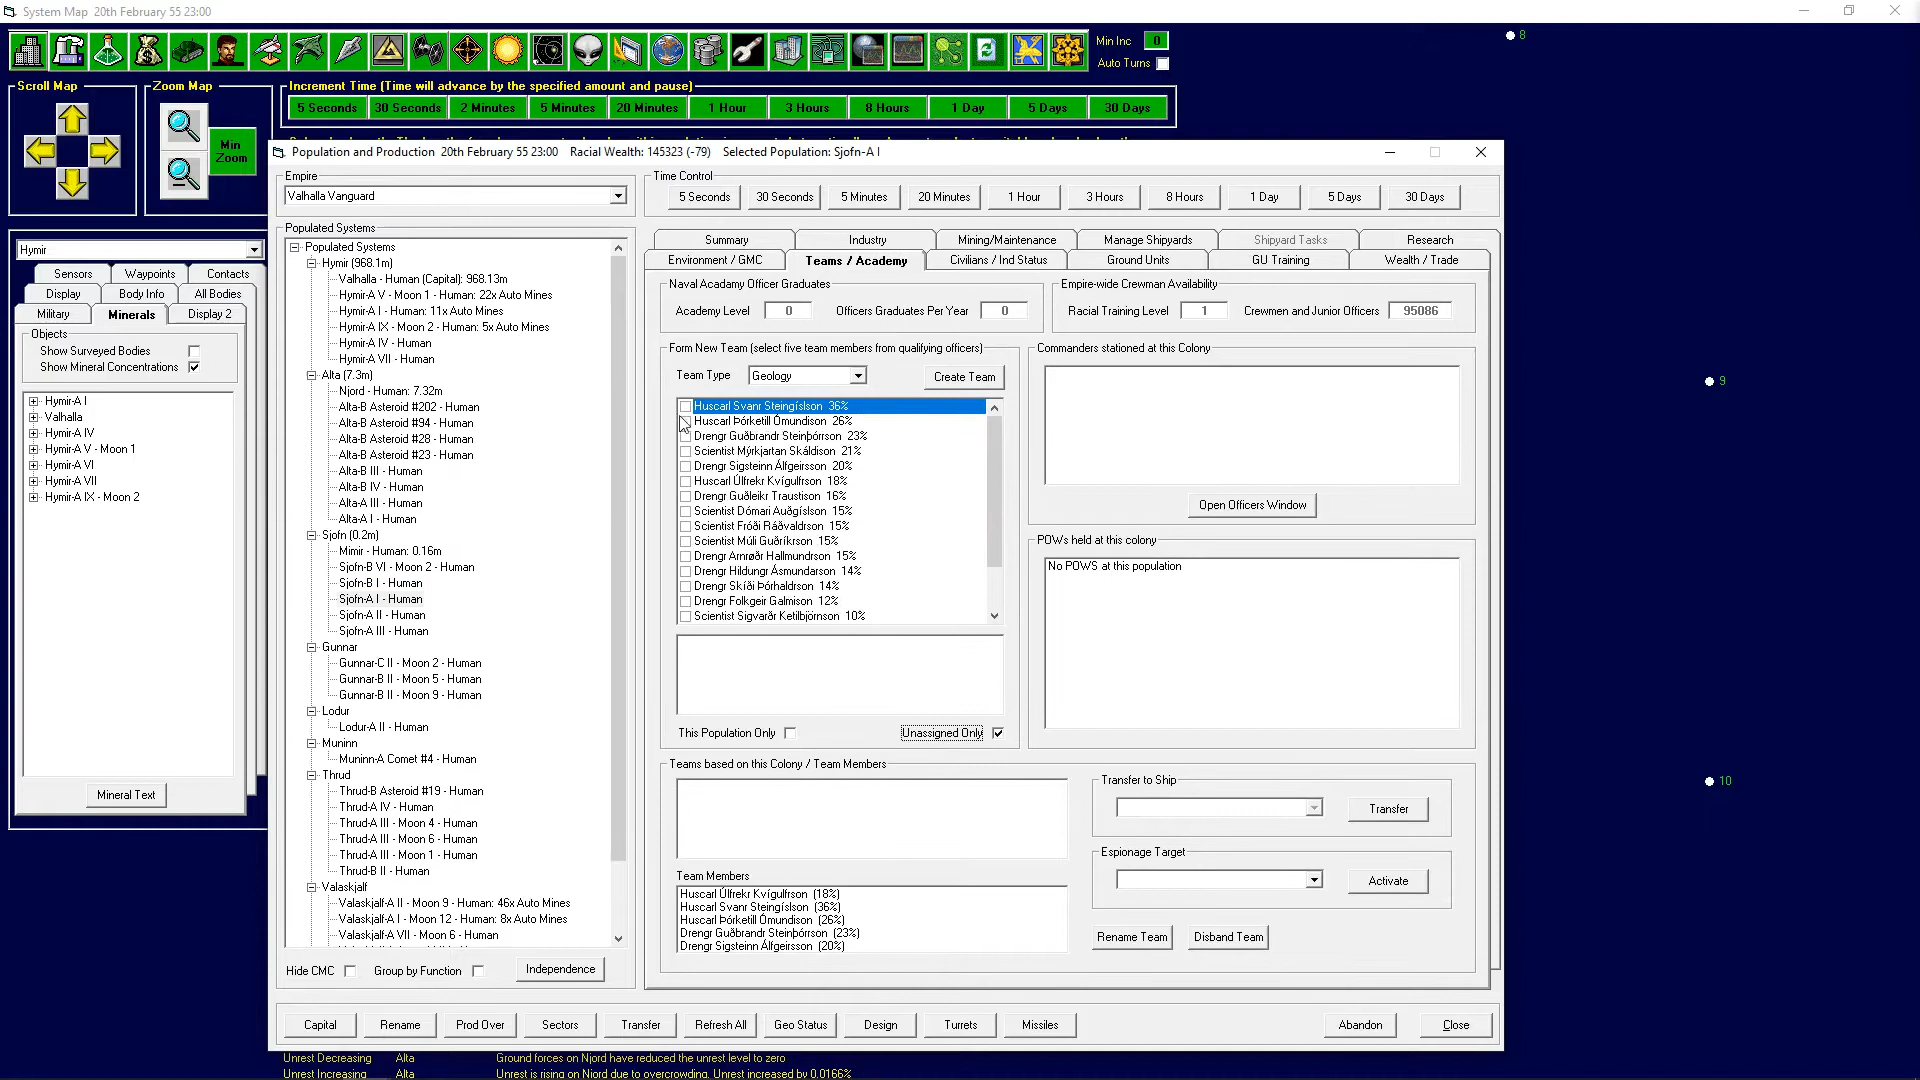 System Map   20th February 55 23:00
Min Inc 0
Auto Turns
Scroll Map
Zoom Map
Min Zoom
Increment Time (Time will advance by the specified amount and pause)
5 Seconds 30 Seconds 2 Minutes 5 Minutes 20 Minutes 1 Hour 3 Hours 8 Hours 1 Day 5 Days 30 Days
8
9
10
Hymir
Sensors Waypoints Contacts
Display Body Info All Bodies
Military Minerals Display 2
Objects
Show Surveyed Bodies
Show Mineral Concentrations
Hymir-A I
Valhalla
Hymir-A IV
Hymir-A V - Moon 1
Hymir-A VI
Hymir-A VII
Hymir-A IX - Moon 2
Mineral Text
Population and Production   20th February 55 23:00   Racial Wealth: 145323 (-79)   Selected Population: Sjofn-A I
Empire
Valhalla Vanguard
Populated Systems
Populated Systems
Hymir (968.1m)
Valhalla - Human (Capital): 968.13m
Hymir-A V - Moon 1 - Human: 22x Auto Mines
Hymir-A I - Human: 11x Auto Mines
Hymir-A IX - Moon 2 - Human: 5x Auto Mines
Hymir-A IV - Human
Hymir-A VII - Human
Alta (7.3m)
Njord - Human: 7.32m
Alta-B Asteroid #202 - Human
Alta-B Asteroid #94 - Human
Alta-B Asteroid #28 - Human
Alta-B Asteroid #23 - Human
Alta-B III - Human
Alta-B IV - Human
Alta-A III - Human
Alta-A I - Human
Sjofn (0.2m)
Mimir - Human: 0.16m
Sjofn-B VI - Moon 2 - Human
Sjofn-B I - Human
Sjofn-A I - Human
Sjofn-A II - Human
Sjofn-A III - Human
Gunnar
Gunnar-C II - Moon 2 - Human
Gunnar-B II - Moon 5 - Human
Gunnar-B II - Moon 9 - Human
Lodur
Lodur-A II - Human
Muninn
Muninn-A Comet #4 - Human
Thrud
Thrud-B Asteroid #19 - Human
Thrud-A IV - Human
Thrud-A III - Moon 4 - Human
Thrud-A III - Moon 6 - Human
Thrud-A III - Moon 1 - Human
Thrud-B II - Human
Valaskjalf
Valaskjalf-A II - Moon 9 - Human: 46x Auto Mines
Valaskjalf-A I - Moon 12 - Human: 8x Auto Mines
Valaskjalf-A VII - Moon 6 - Human
Hide CMC Group by Function Independence
Time Control
5 Seconds 30 Seconds 5 Minutes 20 Minutes 1 Hour 3 Hours 8 Hours 1 Day 5 Days 30 Days
Summary Industry Mining/Maintenance Manage Shipyards Shipyard Tasks Research
Environment / GMC Teams / Academy Civilians / Ind Status Ground Units GU Training Wealth / Trade
Naval Acadamy Officer Graduates
Academy Level 0 Officers Graduates Per Year 0
Empire-wide Crewman Availability
Racial Training Level 1 Crewmen and Junior Officers 95086
Form New Team (select five team members from qualifying officers)
Team Type Geology Create Team
Huscarl Svanr Steingíslson  36%
Huscarl Þórketill Ómundison  26%
Drengr Guðbrandr Steinþórrson  23%
Scientist Mýrkjartan Skáldison  21%
Drengr Sigsteinn Álfgeirsson  20%
Huscarl Úlfrekr Kvígulfrson  18%
Drengr Guðleikr Traustison  16%
Scientist Dómari Auðgíslson  15%
Scientist Fróði Ráðvaldrson  15%
Scientist Múli Guðríkrson  15%
Drengr Arnrøðr Hallmundrson  15%
Drengr Hildungr Ásmundarson  14%
Drengr Skíði Þórhaldrson  14%
Drengr Folkgeir Galmison  12%
Scientist Sigvarðr Ketilbjörnson  10%
This Population Only Unassigned Only
Commanders stationed at this Colony
Open Officers Window
POWs held at this colony
No POWS at this population
Teams based on this Colony / Team Members
Team Members
Huscarl Úlfrekr Kvígulfrson  (18%)
Huscarl Svanr Steingíslson  (36%)
Huscarl Þórketill Ómundison  (26%)
Drengr Guðbrandr Steinþórrson  (23%)
Drengr Sigsteinn Álfgeirsson  (20%)
Transfer to Ship
Transfer
Espionage Target
Activate
Rename Team Disband Team
Capital Rename Prod Over Sectors Transfer Refresh All Geo Status Design Turrets Missiles Abandon Close
Unrest Decreasing Alta Ground forces on Njord have reduced the unrest level to zero
Unrest Increasing Alta Unrest is rising on Njord due to overcrowding. Unrest increased by 0.0166%